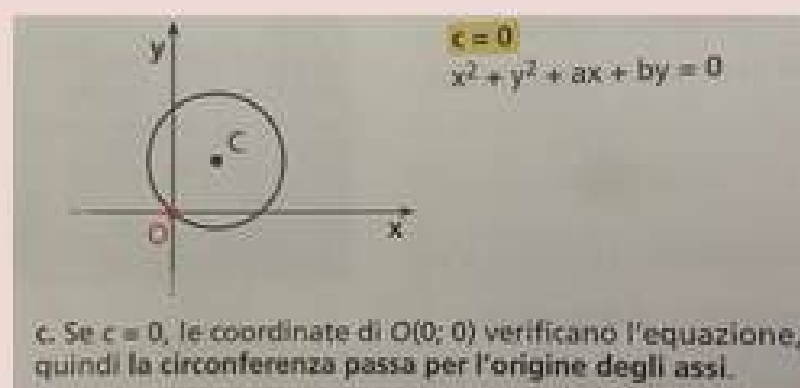 y
c = 0
x² + y² + ax + by = 0
C
O
x
c. Se c = 0, le coordinate di O(0; 0) verificano l'equazione,
quindi la circonferenza passa per l'origine degli assi.